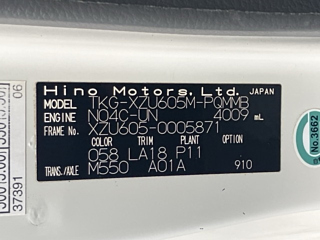 Hino Motors, Ltd. JAPAN
MODEL TKG-XZU605M-PQMMB
ENGINE N04C-UN 4009 mL
FRAME No. XZU605-0005871
COLOR TRIM PLANT
058 LA18 P11
TRANS./AXLE M550 A01A 910
06
37391
No.3662